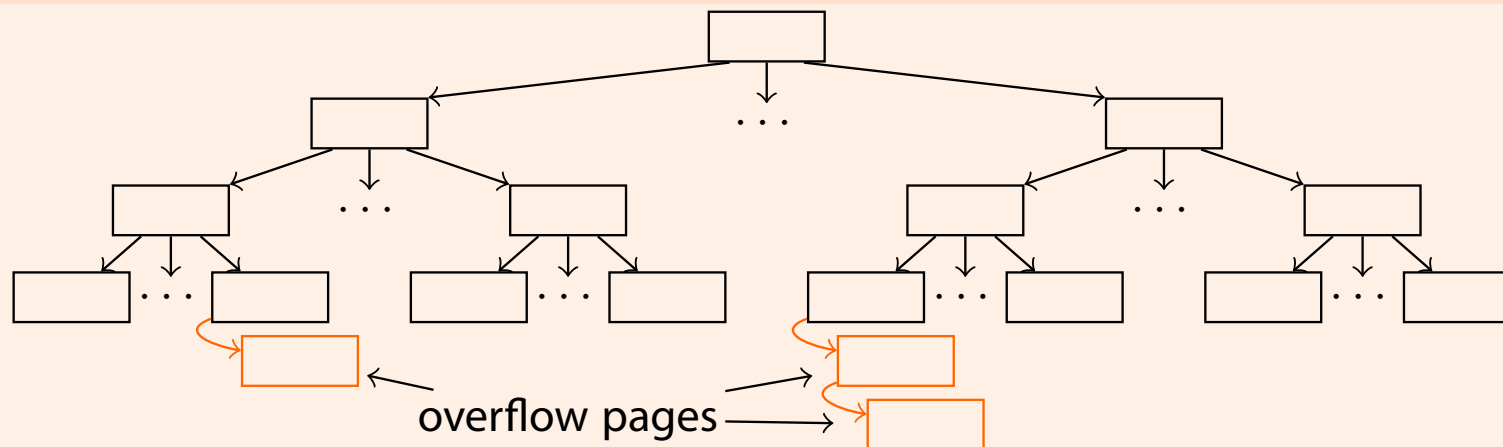 . . .
. . .
. . .
. . .
. . .
. . .
. . .
overflow pages